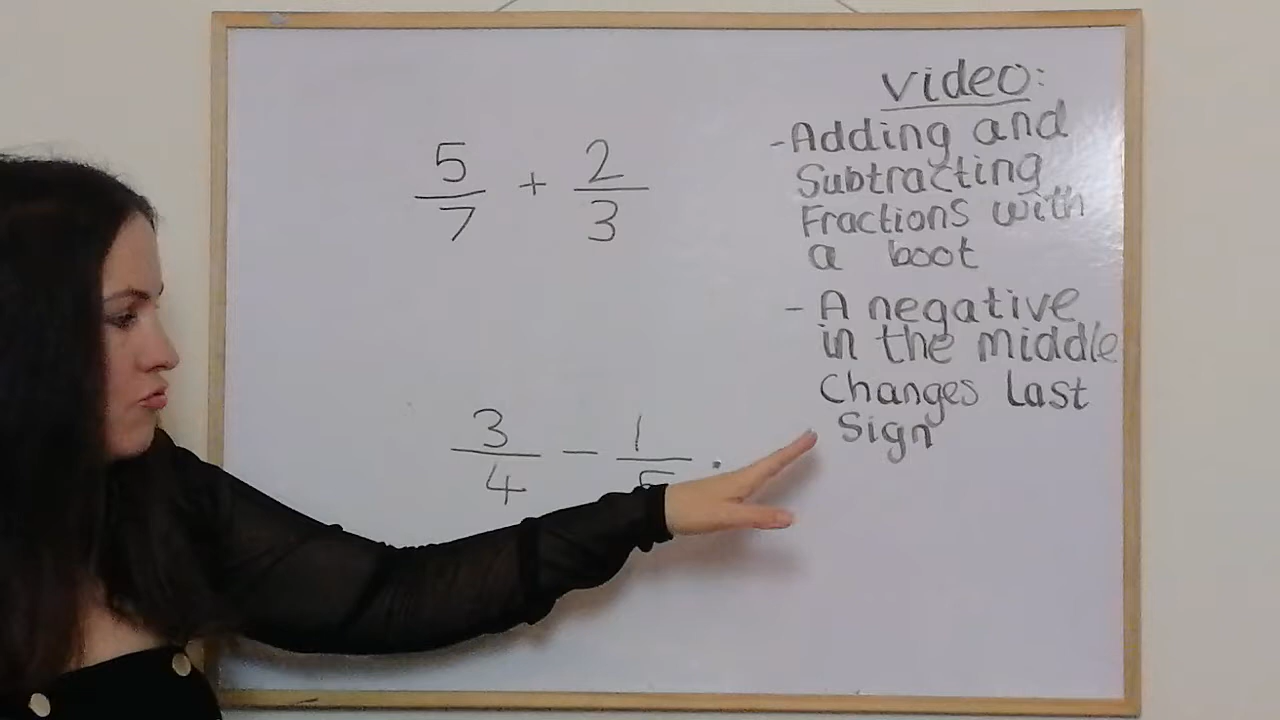 5/7 + 2/3
3/4 - 1/5
Video:
- Adding and
Subtracting
Fractions with
a boot
- A negative
in the middle
Changes Last
Sign